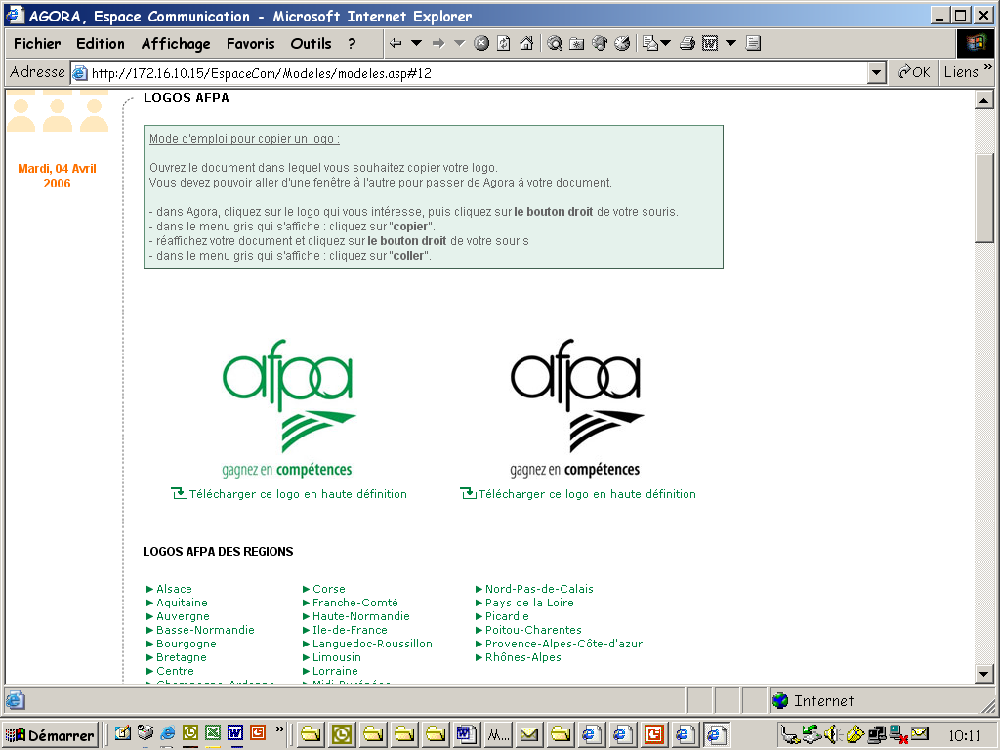 AGORA, Espace Communication - Microsoft Internet Explorer
Fichier Edition Affichage Favoris Outils ?
Adresse http://172.16.10.15/EspaceCom/Modeles/modeles.asp#12 OK Liens »
LOGOS AFPA
Mardi, 04 Avril
2006
Mode d'emploi pour copier un logo :
Ouvrez le document dans lequel vous souhaitez copier votre logo.
Vous devez pouvoir aller d'une fenêtre à l'autre pour passer de Agora à votre document.
- dans Agora, cliquez sur le logo qui vous intéresse, puis cliquez sur le bouton droit de votre souris.
- dans le menu gris qui s'affiche : cliquez sur "copier".
- réaffichez votre document et cliquez sur le bouton droit de votre souris
- dans le menu gris qui s'affiche : cliquez sur "coller".
afpa
gagnez en compétences
Télécharger ce logo en haute définition
afpa
gagnez en compétences
Télécharger ce logo en haute définition
LOGOS AFPA DES REGIONS
Alsace
Aquitaine
Auvergne
Basse-Normandie
Bourgogne
Bretagne
Centre
Champagne-Ardenne
Corse
Franche-Comté
Haute-Normandie
Ile-de-France
Languedoc-Roussillon
Limousin
Lorraine
Midi-Pyrénées
Nord-Pas-de-Calais
Pays de la Loire
Picardie
Poitou-Charentes
Provence-Alpes-Côte-d'azur
Rhônes-Alpes
Internet
Démarrer » M... 10:11